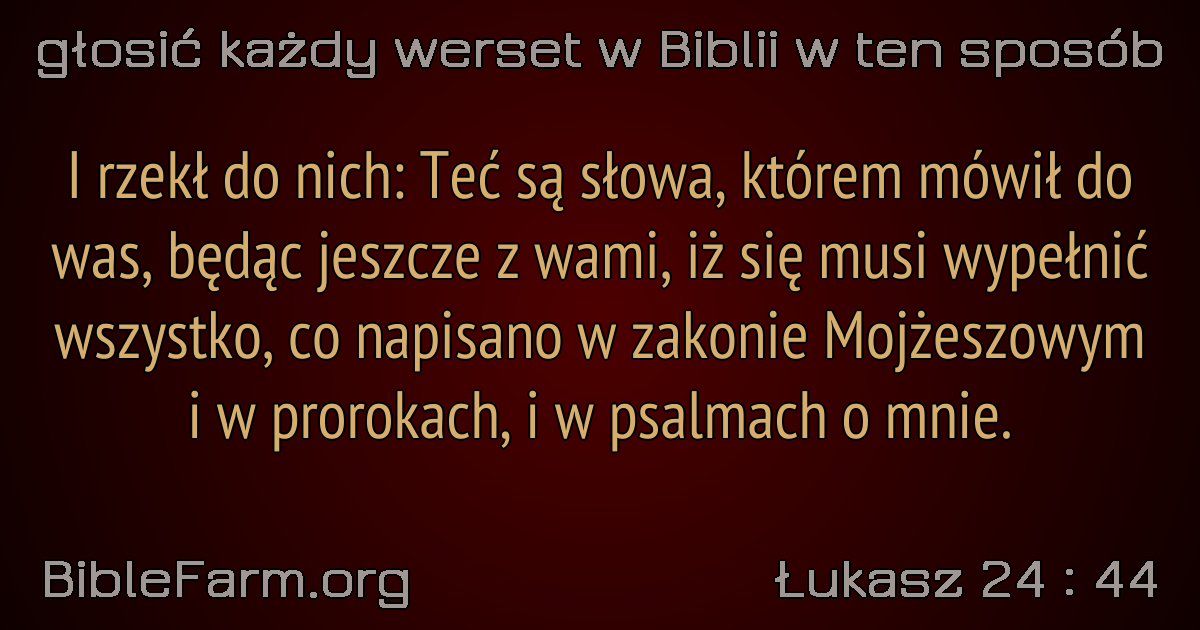 głosić każdy werset w Biblii w ten sposób
I rzekł do nich: Teć są słowa, którem mówił do
was, będąc jeszcze z wami, iż się musi wypełnić
wszystko, co napisano w zakonie Mojżeszowym
i w prorokach, i w psalmach o mnie.
BibleFarm.org
Łukasz 24 : 44